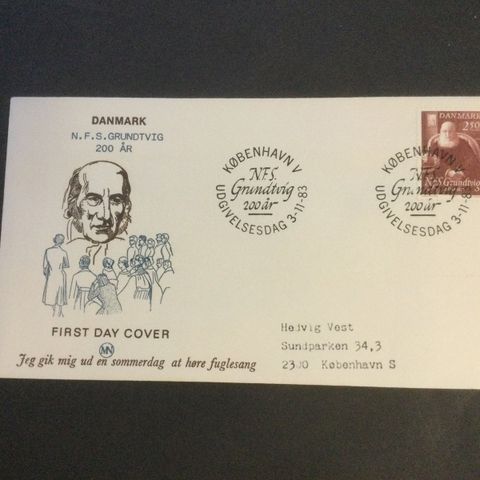 DANMARK
N.F.S.GRUNDTVIG
200 ÅR
FIRST DAY COVER
MN
Jeg gik mig ud en sommerdag at høre fuglesang
KØBENHAVN V
N.F.S.
Grundtvig
200 år
UDGIVELSESDAG 3-11-83
DANMARK
250
N.F.S. Grundtvig
KØBENHAVN V
N.F.S.
Grundtvig
200 år
UDGIVELSESDAG 3-11-83
Hedvig Vest
Sundparken 34,3
2300 København S